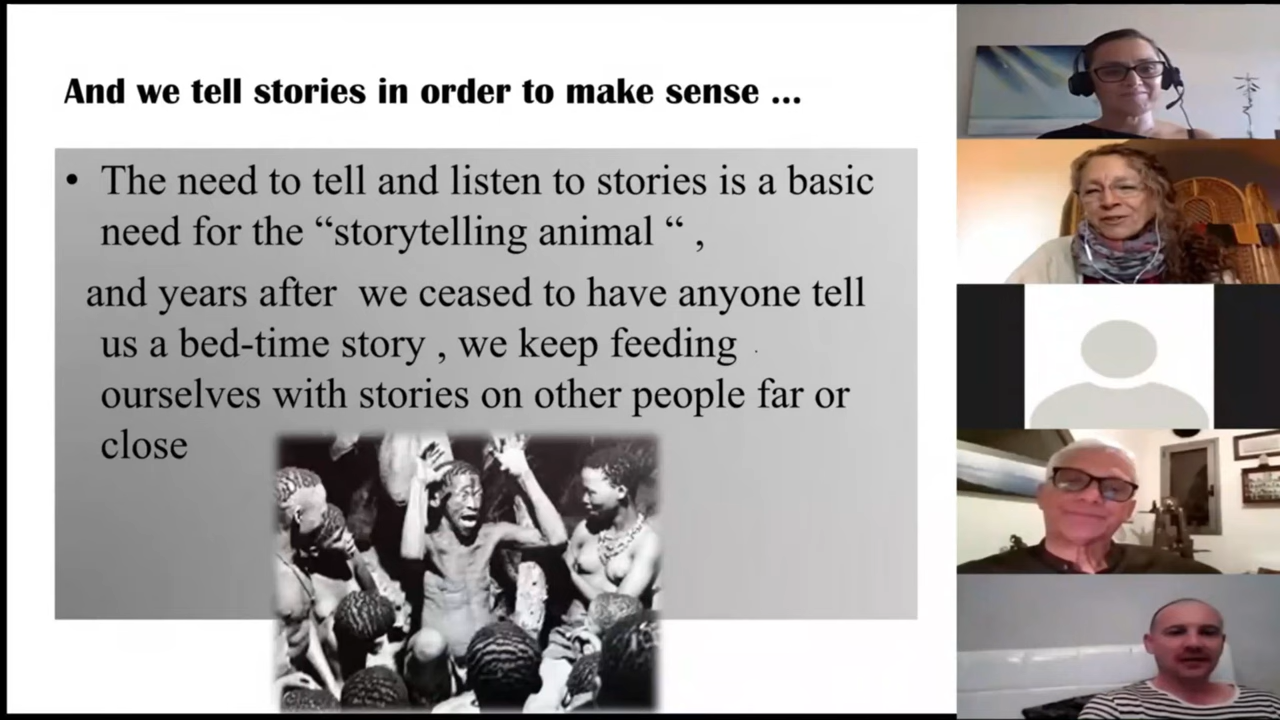 And we tell stories in order to make sense ...
• The need to tell and listen to stories is a basic
need for the “storytelling animal “ ,
and years after we ceased to have anyone tell
us a bed-time story , we keep feeding
ourselves with stories on other people far or
close